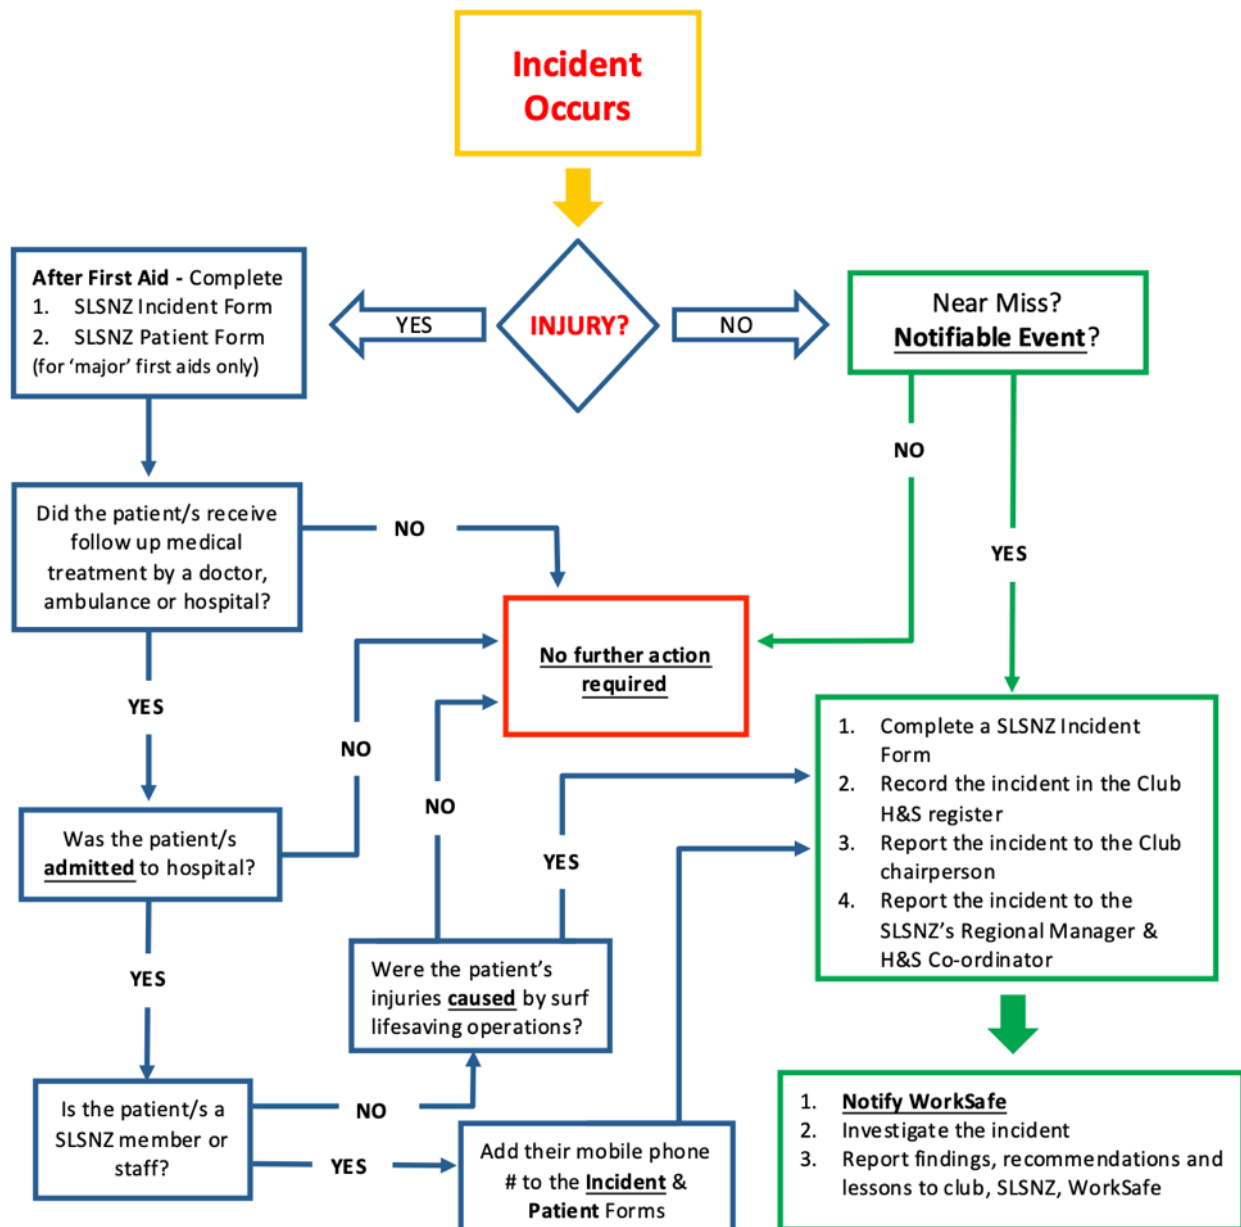 Incident
Occurs
INJURY?
YES
NO
After First Aid - Complete
1. SLSNZ Incident Form
2. SLSNZ Patient Form
(for ‘major’ first aids only)
Near Miss?
Notifiable Event?
NO
YES
Did the patient/s receive
follow up medical
treatment by a doctor,
ambulance or hospital?
NO
YES
No further action
required
Was the patient/s
admitted to hospital?
NO
YES
Is the patient/s a
SLSNZ member or
staff?
NO
YES
Were the patient’s
injuries caused by surf
lifesaving operations?
NO
YES
Add their mobile phone
# to the Incident &
Patient Forms
1. Complete a SLSNZ Incident
Form
2. Record the incident in the Club
H&S register
3. Report the incident to the Club
chairperson
4. Report the incident to the
SLSNZ’s Regional Manager &
H&S Co-ordinator
1. Notify WorkSafe
2. Investigate the incident
3. Report findings, recommendations and
lessons to club, SLSNZ, WorkSafe